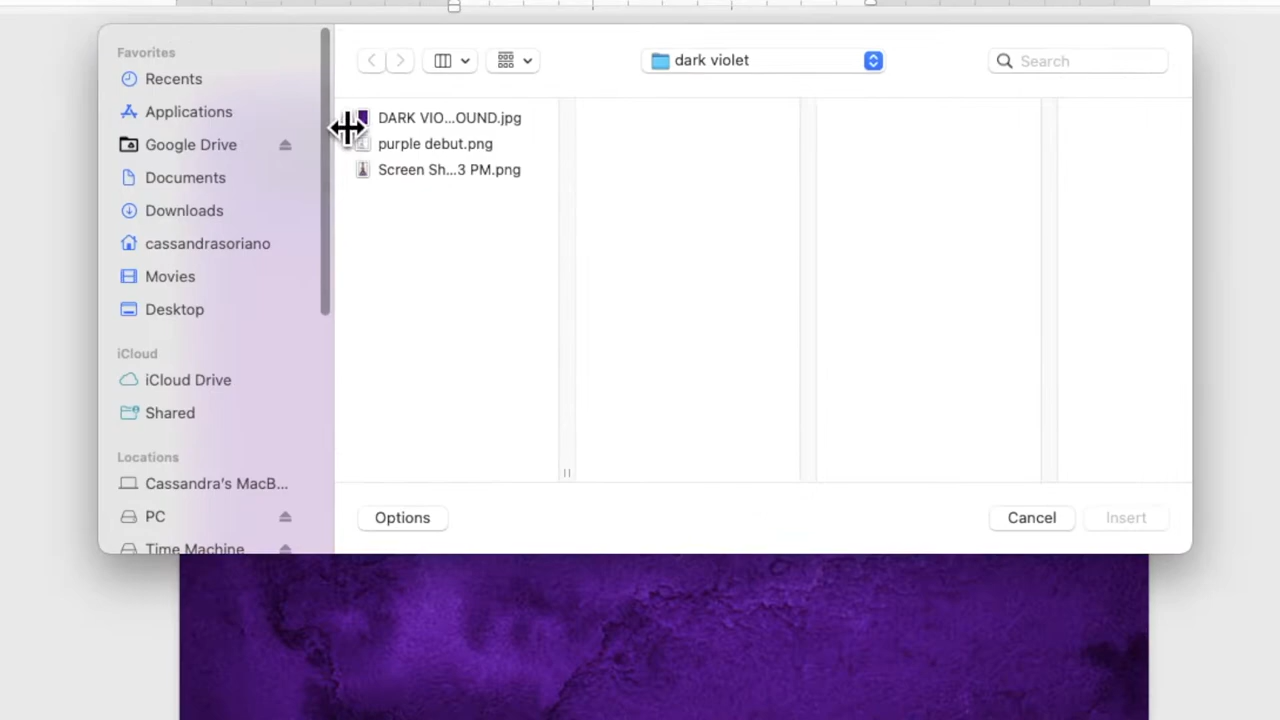 Favorites
Recents
Applications
Google Drive
Documents
Downloads
cassandrasoriano
Movies
Desktop
iCloud
iCloud Drive
Shared
Locations
Cassandra's MacB...
PC
Time Machine
dark violet
Search
DARK VIO...OUND.jpg
purple debut.png
Screen Sh...3 PM.png
Options
Cancel
Insert